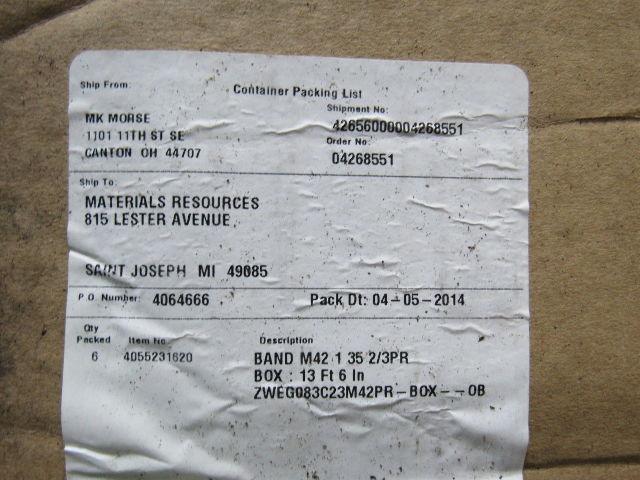 Ship From:
Container Packing List
MK MORSE
1101 11TH ST SE
CANTON OH 44707
Shipment No:
42656000004268551
Order No:
04268551
Ship To:
MATERIALS RESOURCES
815 LESTER AVENUE
SAINT JOSEPH MI 49085
P.O. Number: 4064666 Pack Dt: 04-05-2014
Qty
Packed Item No Description
6 4055231620 BAND M42 1 35 2/3PR
BOX : 13 Ft 6 In
ZWEG083C23M42PR-BOX--0B